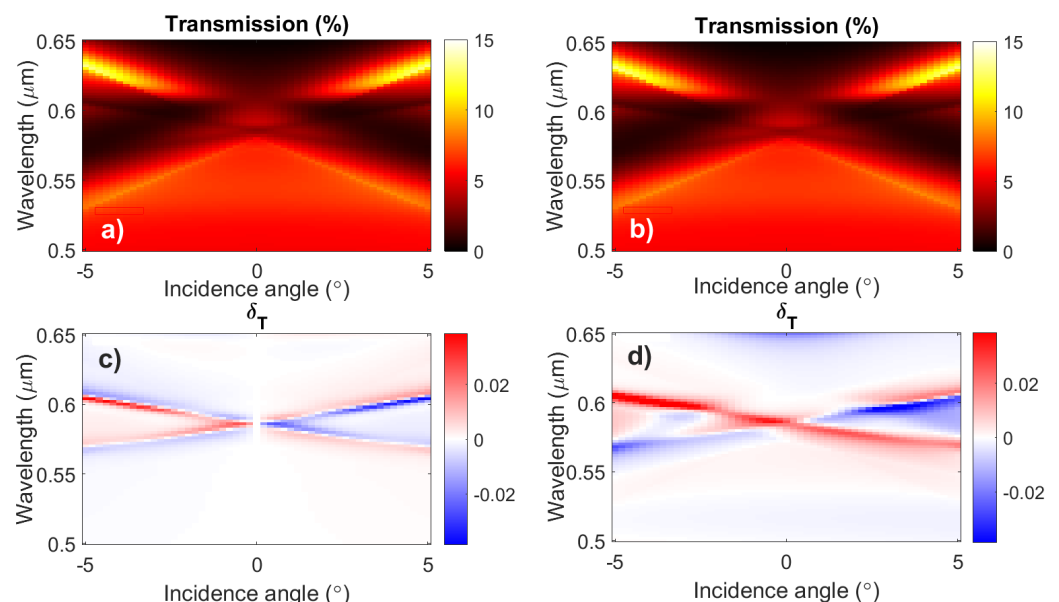 Transmission (%)
0.65
0.6
0.55
0.5
Wavelength (μm)
a)
-5
0
5
Incidence angle (°)
15
10
5
0
Transmission (%)
0.65
0.6
0.55
0.5
Wavelength (μm)
b)
-5
0
5
Incidence angle (°)
15
10
5
0
δT
0.65
0.6
0.55
0.5
Wavelength (μm)
c)
-5
0
5
Incidence angle (°)
0.02
0
-0.02
δT
0.65
0.6
0.55
0.5
Wavelength (μm)
d)
-5
0
5
Incidence angle (°)
0.02
0
-0.02